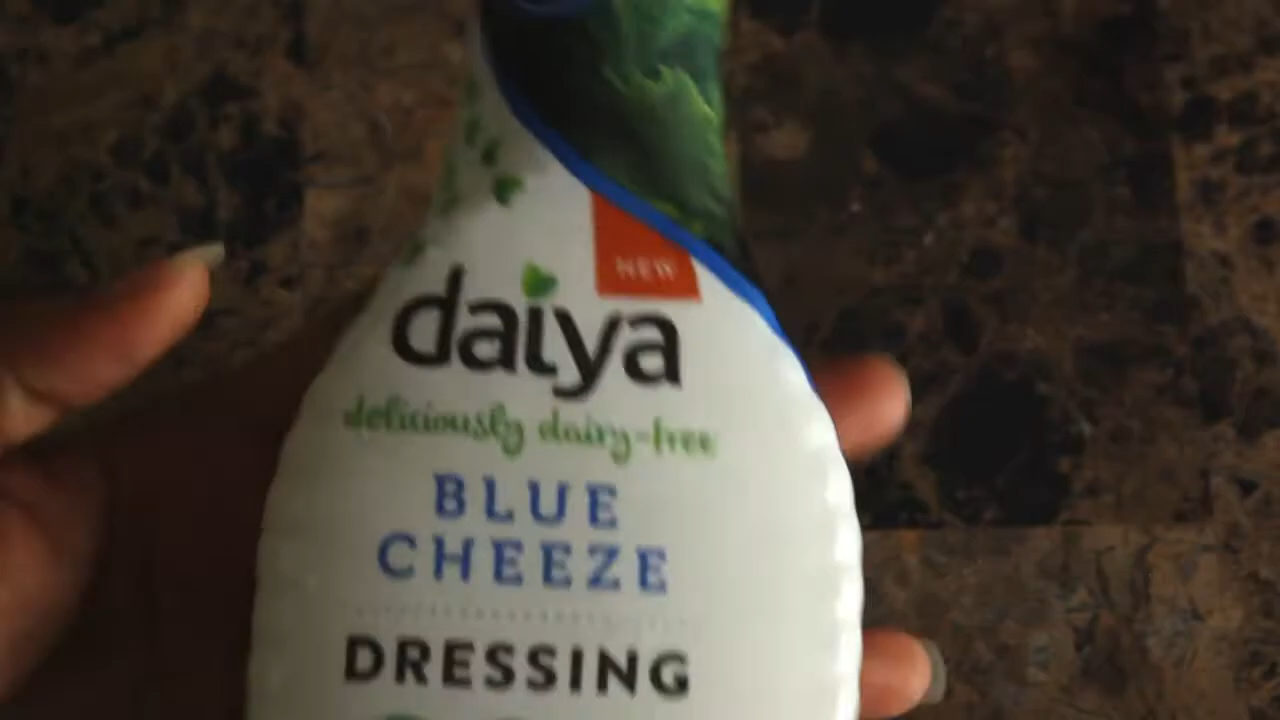 NEW
daiya
deliciously dairy-free
BLUE
CHEEZE
DRESSING